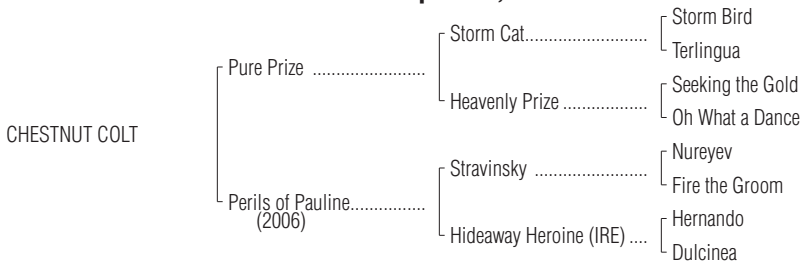 Storm Bird
Storm Cat..........................
Terlingua
Pure Prize ........................
Seeking the Gold
Heavenly Prize ..................
Oh What a Dance
CHESTNUT COLT
Nureyev
Stravinsky ........................
Fire the Groom
Perils of Pauline................
(2006)
Hernando
Hideaway Heroine (IRE) ....
Dulcinea